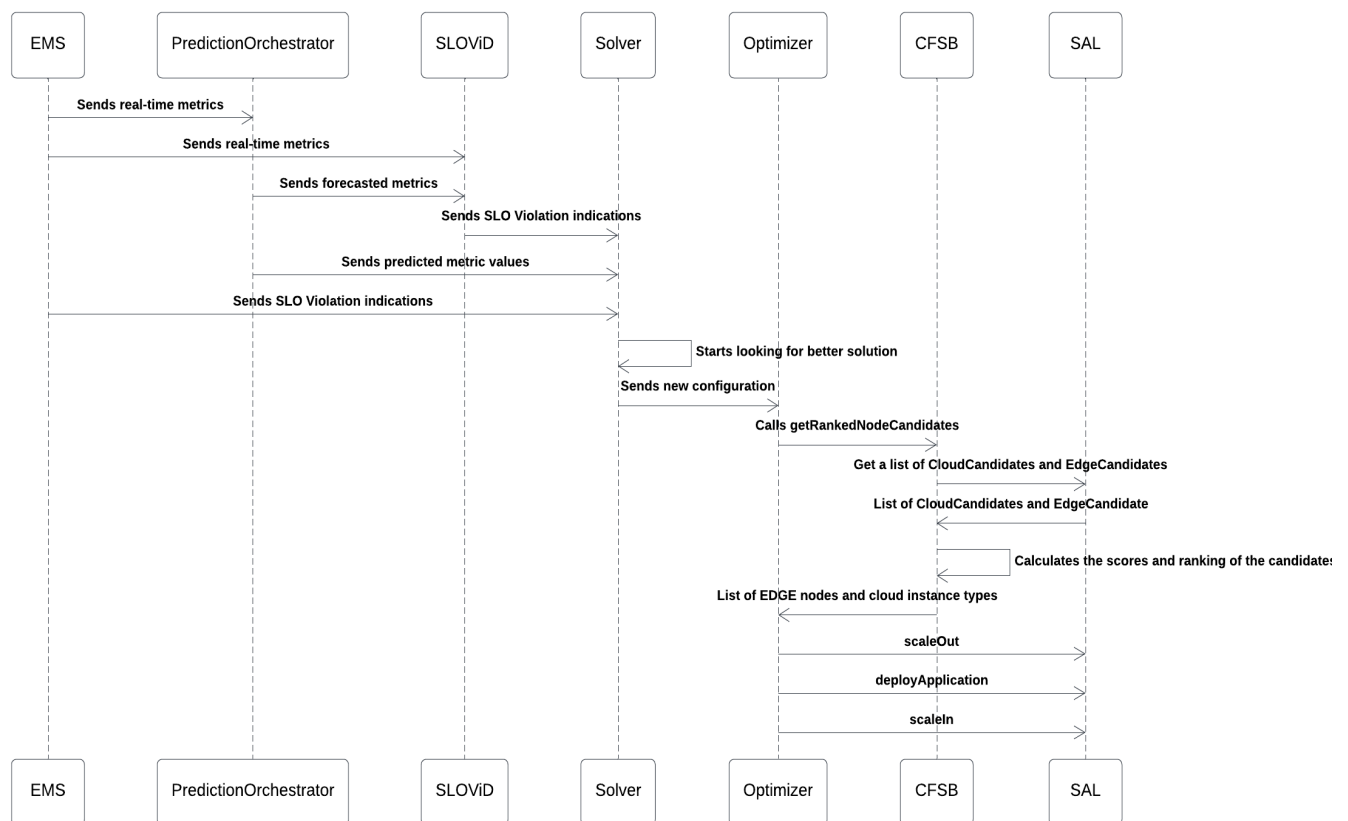 EMS
PredictionOrchestrator
SLOViD
Solver
Optimizer
CFSB
SAL
Sends real-time metrics
Sends real-time metrics
Sends forecasted metrics
Sends SLO Violation indications
Sends predicted metric values
Sends SLO Violation indications
Starts looking for better solution
Sends new configuration
Calls getRankedNodeCandidates
Get a list of CloudCandidates and EdgeCandidates
List of CloudCandidates and EdgeCandidate
Calculates the scores and ranking of the candidates
List of EDGE nodes and cloud instance types
scaleOut
deployApplication
scaleIn
EMS
PredictionOrchestrator
SLOViD
Solver
Optimizer
CFSB
SAL